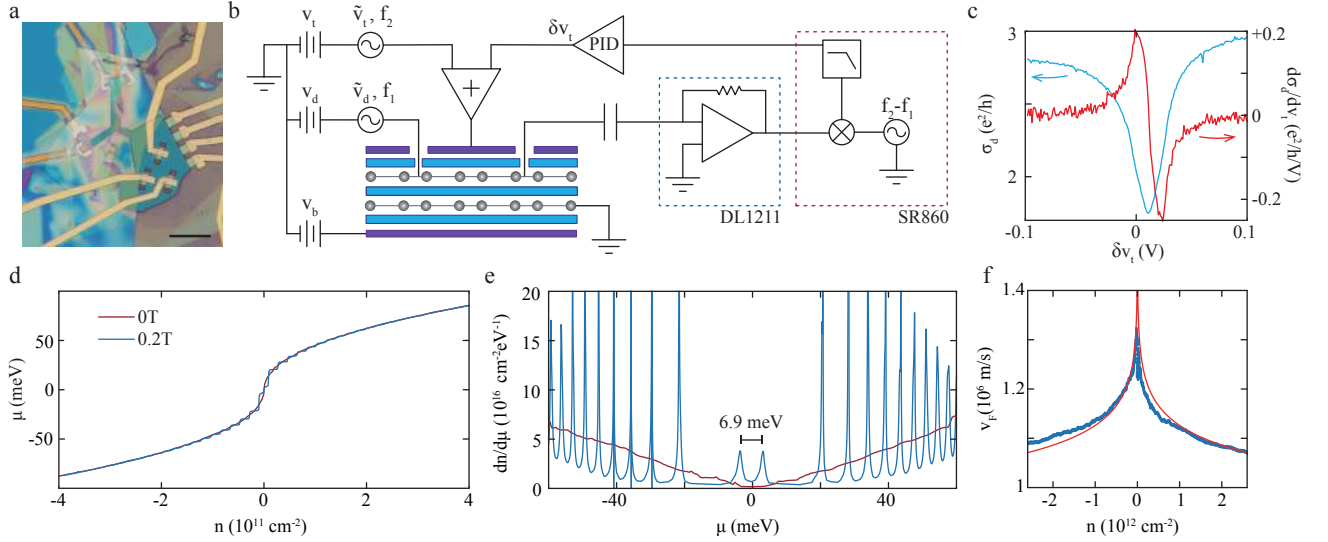 a
b
v_t
ṽ_t, f_2
δv_t
PID
v_d
ṽ_d, f_1
+
f_2-f_1
v_b
DL1211
SR860
c
3
2
σ_d (e²/h)
+0.2
0
-0.2
dσ_d/dv_t (e²/h/V)
-0.1
0
0.1
δv_t (V)
d
50
0
-50
μ (meV)
0T
0.2T
-4
-2
0
2
4
n (10¹¹ cm⁻²)
e
20
15
10
5
0
dn/dμ (10¹⁶ cm⁻²eV⁻¹)
6.9 meV
-40
0
40
μ (meV)
f
1.4
1.3
1.2
1.1
1
v_F(10⁶ m/s)
-2
-1
0
1
2
n (10¹² cm⁻²)